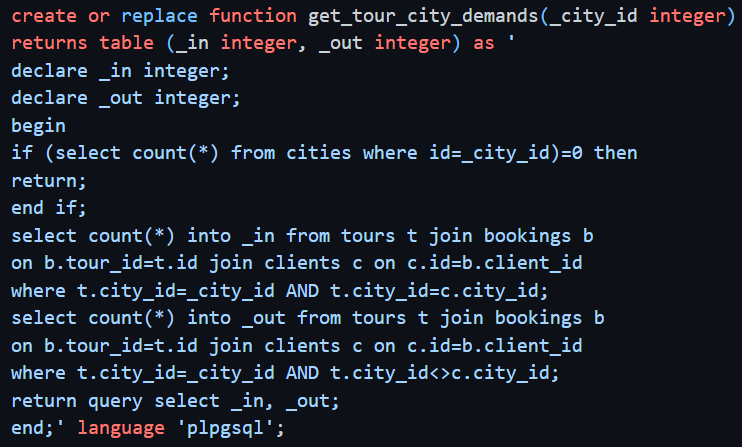 create or replace function get_tour_city_demands(_city_id integer)
returns table (_in integer, _out integer) as '
declare _in integer;
declare _out integer;
begin
if (select count(*) from cities where id=_city_id)=0 then
return;
end if;
select count(*) into _in from tours t join bookings b
on b.tour_id=t.id join clients c on c.id=b.client_id
where t.city_id=_city_id AND t.city_id=c.city_id;
select count(*) into _out from tours t join bookings b
on b.tour_id=t.id join clients c on c.id=b.client_id
where t.city_id=_city_id AND t.city_id<>c.city_id;
return query select _in, _out;
end;' language 'plpgsql';